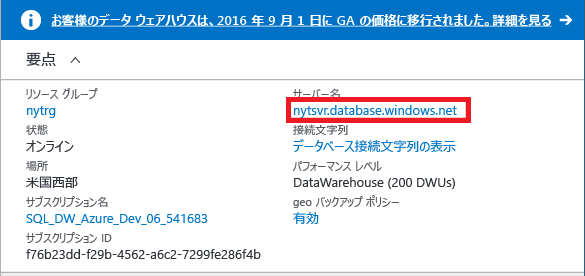 お客様のデータ ウェアハウスは、2016 年 9 月 1 日に GA の価格に移行されました。詳細を見る
要点
リソース グループ
nytrg
状態
オンライン
場所
米国西部
サブスクリプション名
SQL_DW_Azure_Dev_06_541683
サブスクリプション ID
f76b23dd-f29b-4562-a6c2-7299fe286f4b
サーバー名
nytsvr.database.windows.net
接続文字列
データベース接続文字列の表示
パフォーマンス レベル
DataWarehouse (200 DWUs)
geo バックアップ ポリシー
有効